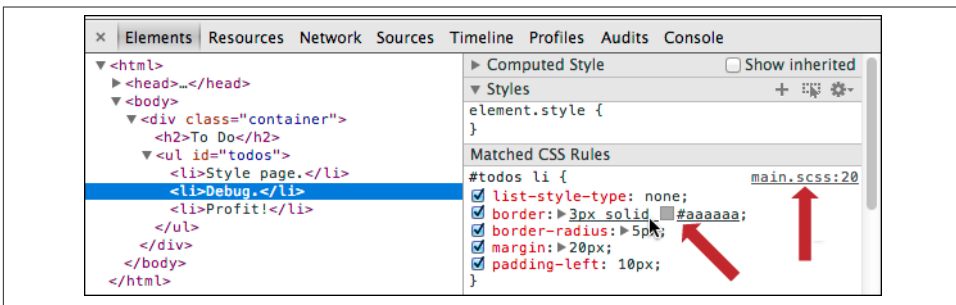 × Elements Resources Network Sources Timeline Profiles Audits Console
▼<html>
▶<head>…</head>
▼<body>
▼<div class="container">
<h2>To Do</h2>
▼<ul id="todos">
<li>Style page.</li>
<li>Debug.</li>
<li>Profit!</li>
</ul>
</div>
</body>
</html>
▶ Computed Style Show inherited
▼ Styles
element.style {
}
Matched CSS Rules
#todos li { main.scss:20
list-style-type: none;
border:▶3px solid #aaaaaa;
border-radius:▶5px;
margin:▶20px;
padding-left: 10px;
}